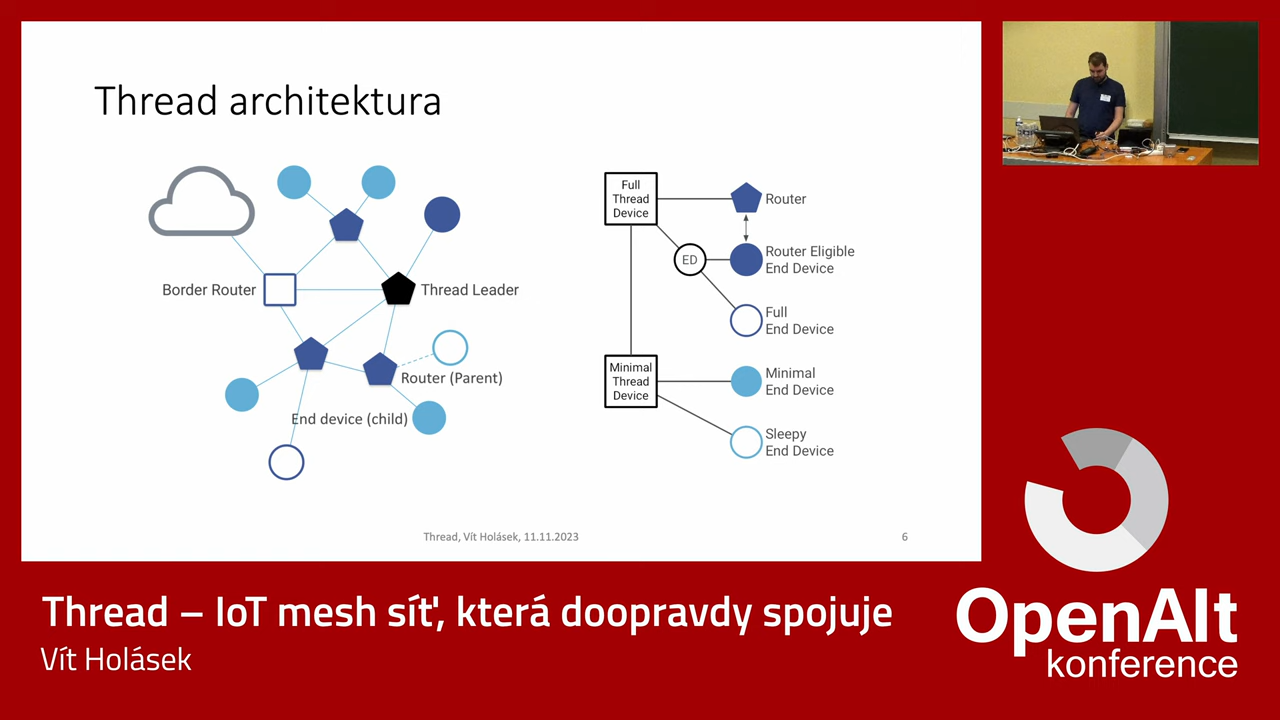 Thread architektura
Border Router
Thread Leader
Router (Parent)
End device (child)
Full
Thread
Device
Router
ED
Router Eligible
End Device
Full
End Device
Minimal
Thread
Device
Minimal
End Device
Sleepy
End Device
Thread, Vít Holásek, 11.11.2023
6
Thread – IoT mesh síť, která doopravdy spojuje
Vít Holásek
OpenAlt
konference